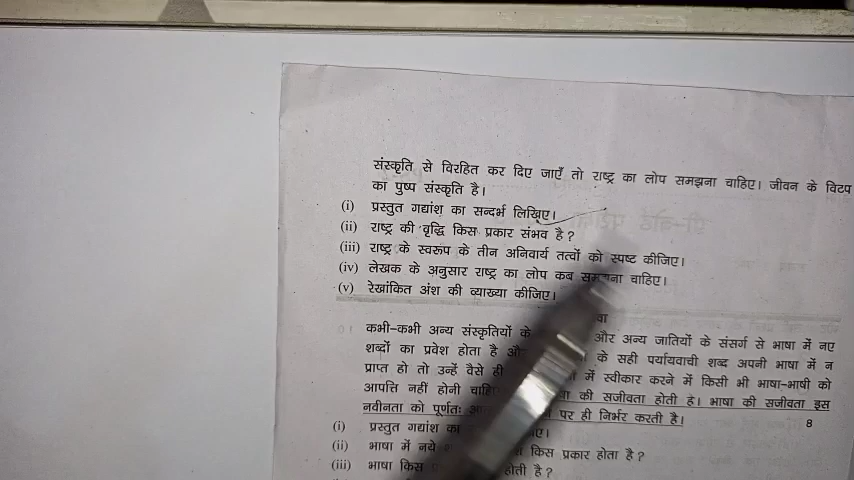 संस्कृति से विरहित कर दिए जाएँ तो राष्ट्र का लोप समझना चाहिए। जीवन के विटप
का पुष्प संस्कृति है।
(i) प्रस्तुत गद्यांश का सन्दर्भ लिखिए।
(ii) राष्ट्र की वृद्धि किस प्रकार संभव है?
(iii) राष्ट्र के स्वरूप के तीन अनिवार्य तत्वों को स्पष्ट कीजिए।
(iv) लेखक के अनुसार राष्ट्र का लोप कब समझना चाहिए।
(v) रेखांकित अंश की व्याख्या कीजिए।
वा
कभी-कभी अन्य संस्कृतियों के और अन्य जातियों के संसर्ग से भाषा में नए
शब्दों का प्रवेश होता है के सही पर्यायवाची शब्द अपनी भाषा में न
प्राप्त हो तो उन्हें वैसे ही में स्वीकार करने में किसी भी भाषा-भाषी को
आपत्ति नहीं होनी की सजीवता होती है। भाषा की सजीवता इस
नवीनता को पूर्णतः पर ही निर्भर करती है। 8
(i) प्रस्तुत गद्यांश का
(ii) भाषा में नये किस प्रकार होता है?
(iii) भाषा किस होती है?